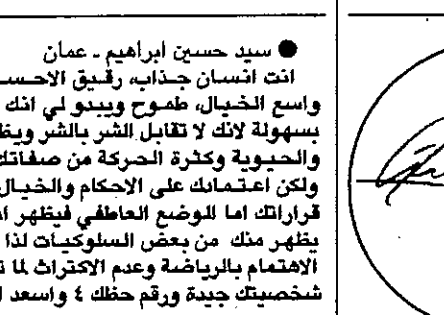 ● سيد حسين ابراهيم ـ عمان
انت انسان جذاب، رقيق الاحسـ
واسع الخيال، طموح ويبدو لي انك
بسهولة لانك لا تقابل الشر بالشر ويظ
والحيوية وكثرة الحركة من صفاتك
ولكن اعتمادك على الاحكام والخيال
قراراتك اما للوضع العاطفي فيظهر ا
يظهر منك من بعض السلوكيات لذا
الاهتمام بالرياضة وعدم الاكتراث لما ت
شخصيتك جيدة ورقم حظك ٤ واسعد ا